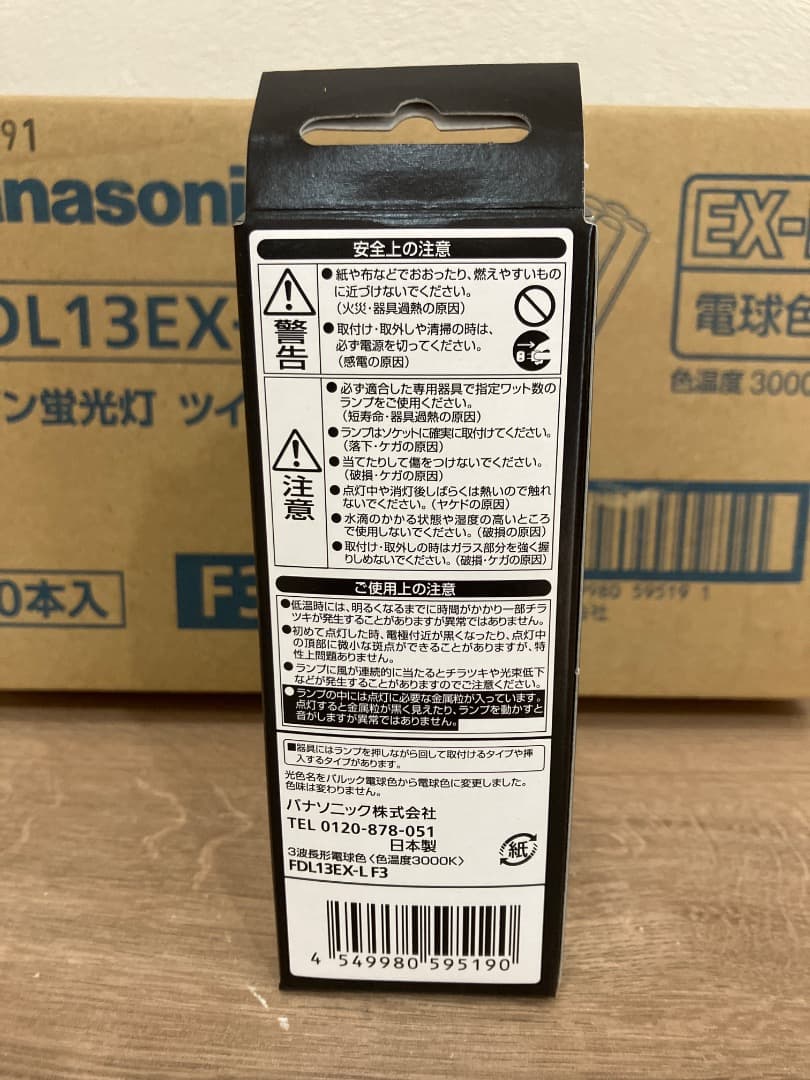 91
anasoni
DL13EX-
ン蛍光灯 ツイ
0本入
F3
EX-
電球色
色温度 3000
980 59519 1
安全上の注意
警告
●紙や布などでおおったり、燃えやすいもの
に近づけないでください。
(火災・器具過熱の原因)
●取付け・取外しや清掃の時は、
必ず電源を切ってください。
(感電の原因)
注意
●必ず適合した専用器具で指定ワット数の
ランプをご使用ください。
(短寿命・器具過熱の原因)
●ランプはソケットに確実に取付けてください。
(落下・ケガの原因)
●当てたりして傷をつけないでください。
(破損・ケガの原因)
●点灯中や消灯後しばらくは熱いので触れ
ないでください。(ヤケドの原因)
●水滴のかかる状態や湿度の高いところ
で使用しないでください。(破損の原因)
●取付け・取外しの時はガラス部分を強く握
りしめないでください。(破損・ケガの原因)
ご使用上の注意
●低温時には、明るくなるまでに時間がかかり一部チラ
ツキが発生することがありますが異常ではありません。
●初めて点灯した時、電極付近が黒くなったり、点灯中
の頂部に微小な斑点ができることがありますが、特
性上問題ありません。
●ランプに風が連続的に当たるとチラツキや光束低下
などが発生することがありますのでご注意ください。
●ランプの中には点灯に必要な金属粒が入っています。
点灯すると金属粒が黒く見えたり、ランプを動かすと
音がしますが異常ではありません。
■器具にはランプを押しながら回して取付けるタイプや挿
入するタイプがあります。
光色名をパルック電球色から電球色に変更しました。
色味は変わりません。
パナソニック株式会社
TEL 0120-878-051
日本製
紙
3波長形電球色〈色温度3000K〉
FDL13EX-L F3
4 549980 595190